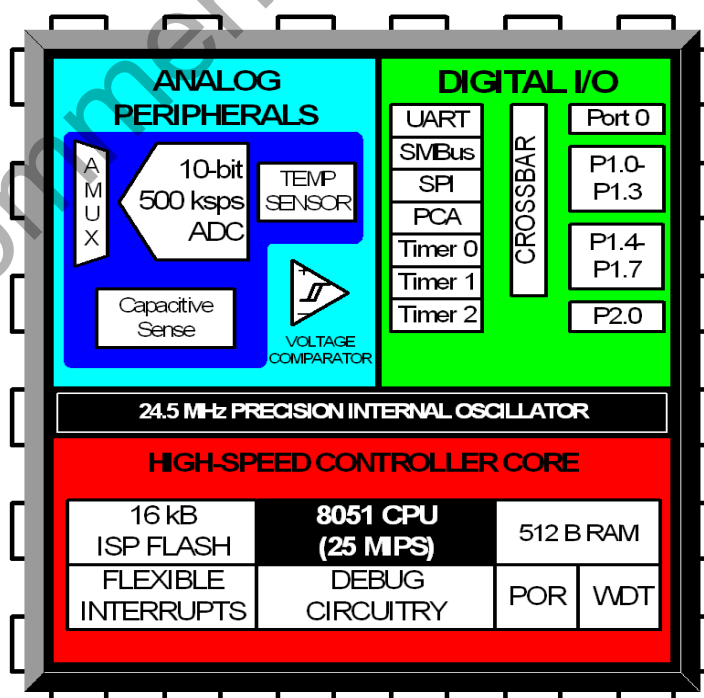 ANALOG
PERIPHERALS
AMUX
10-bit
500 ksps
ADC
TEMP
SENSOR
Capacitive
Sense
VOLTAGE
COMPARATOR
DIGITAL I/O
UART
SMBus
SPI
PCA
Timer 0
Timer 1
Timer 2
CROSSBAR
Port 0
P1.0-
P1.3
P1.4-
P1.7
P2.0
24.5 MHz PRECISION INTERNAL OSCILLATOR
HIGH-SPEED CONTROLLER CORE
16 kB
ISP FLASH
8051 CPU
(25 MIPS)
512 B RAM
FLEXIBLE
INTERRUPTS
DEBUG
CIRCUITRY
POR
WDT
+
-